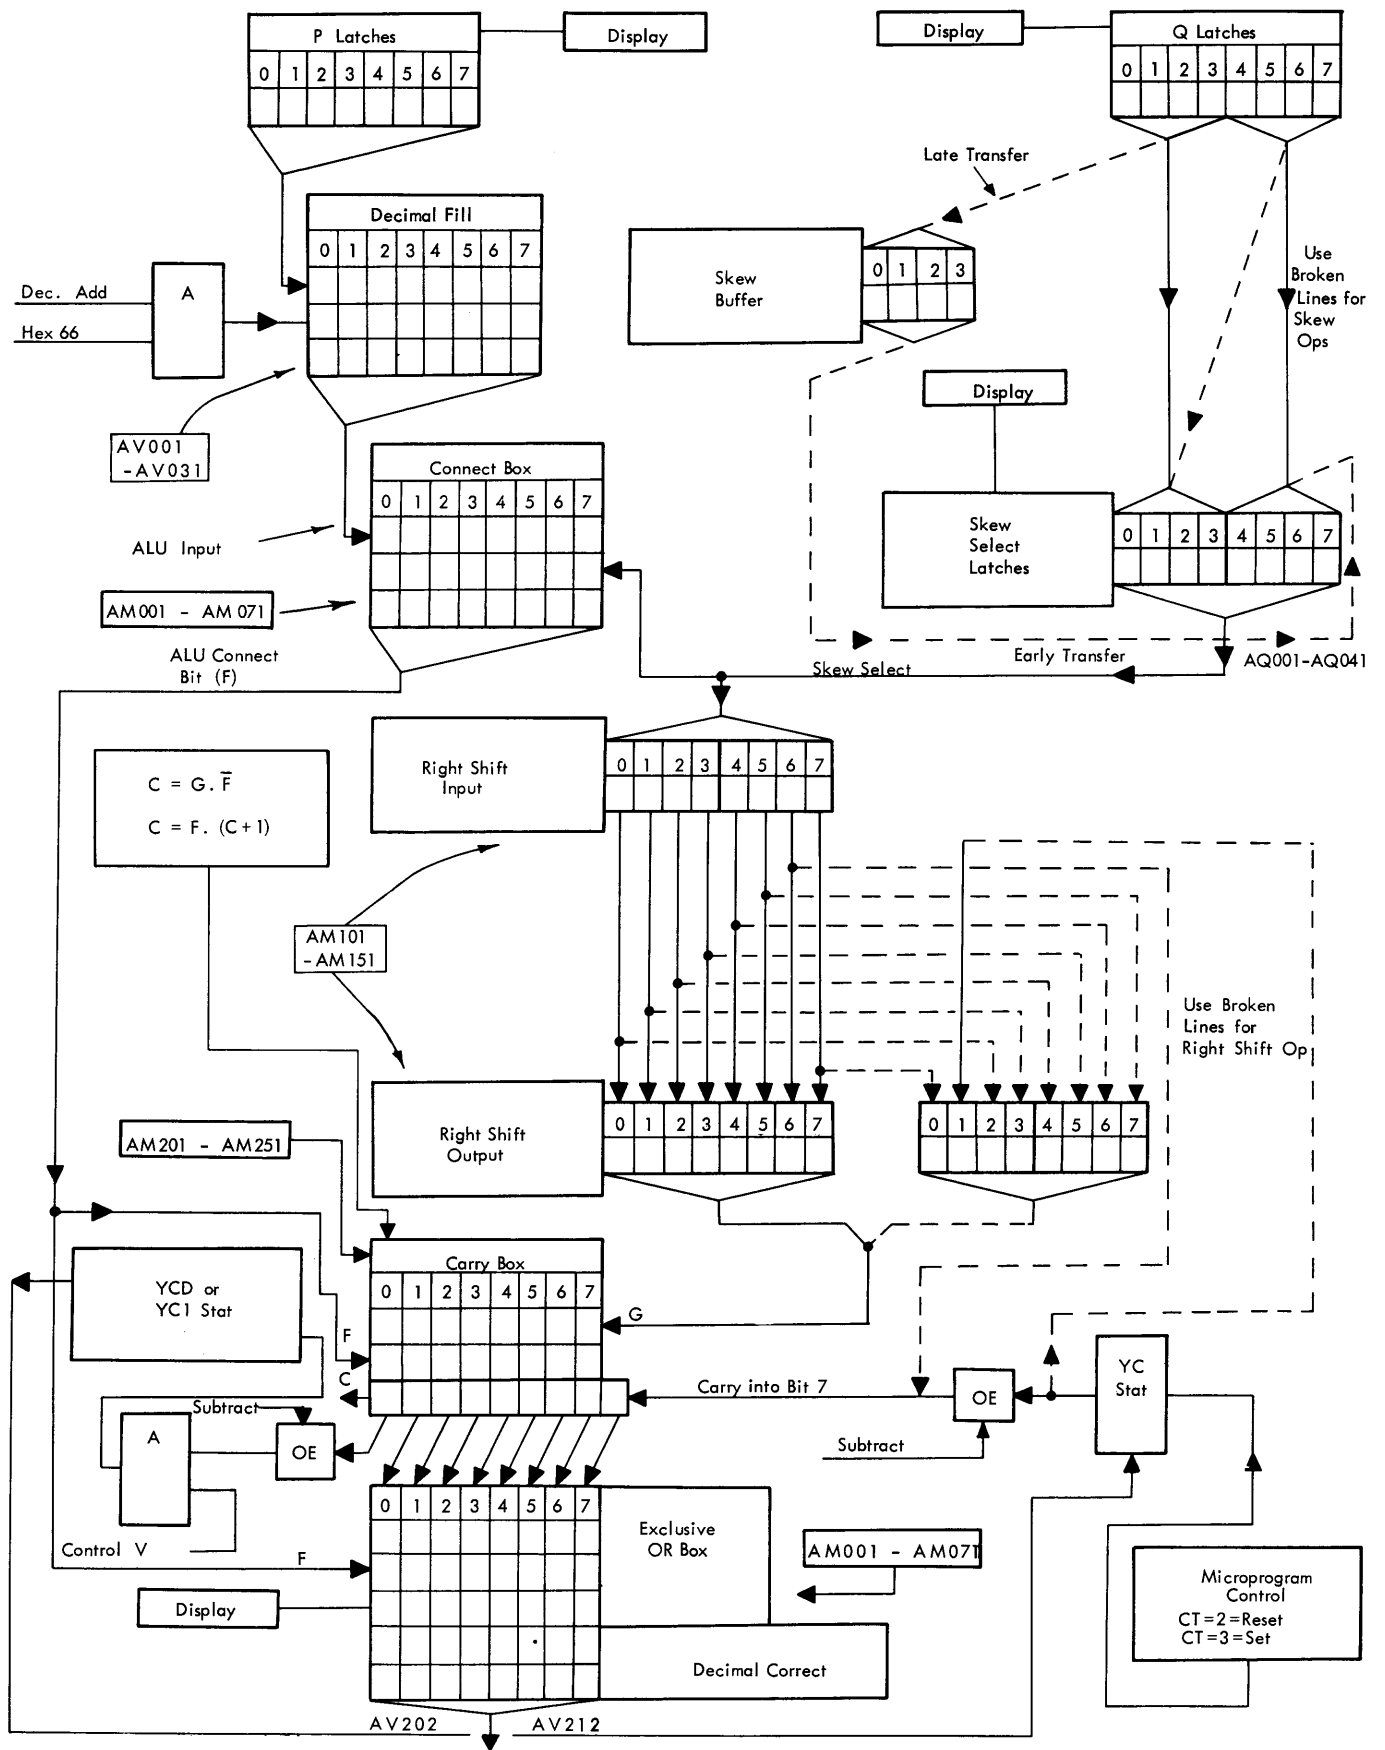 P Latches
Display
0 1 2 3 4 5 6 7
Display
Q Latches
0 1 2 3 4 5 6 7
Late Transfer
Decimal Fill
0 1 2 3 4 5 6 7
Dec. Add
Hex 66
A
AV001
-AV031
Skew
Buffer
0 1 2 3
Use
Broken
Lines for
Skew
Ops
Display
Connect Box
0 1 2 3 4 5 6 7
ALU Input
AM001 - AM071
ALU Connect
Bit (F)
Skew
Select
Latches
0 1 2 3 4 5 6 7
Skew Select
Early Transfer
AQ001-AQ041
C = G. F̅
C = F. (C+1)
Right Shift
Input
0 1 2 3 4 5 6 7
AM101
-AM151
Use Broken
Lines for
Right Shift Op
Right Shift
Output
0 1 2 3 4 5 6 7
0 1 2 3 4 5 6 7
AM201 - AM251
Carry Box
0 1 2 3 4 5 6 7
YCD or
YC1 Stat
F
G
C
Carry into Bit 7
OE
YC
Stat
Subtract
A
OE
Subtract
Control V
F
0 1 2 3 4 5 6 7
Exclusive
OR Box
AM001 - AM071
Display
Decimal Correct
Microprogram
Control
CT=2=Reset
CT=3=Set
AV202
AV212